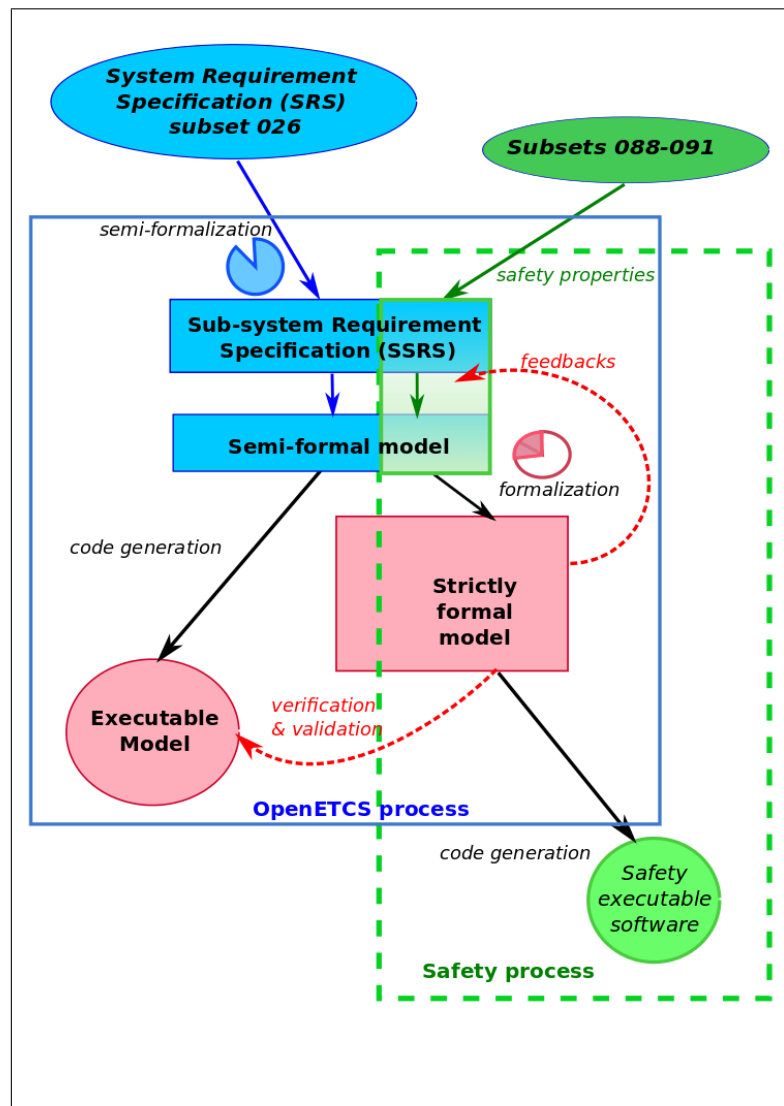 System Requirement
Specification (SRS)
subset 026
Subsets 088-091
semi-formalization
safety properties
Sub-system Requirement
Specification (SSRS)
feedbacks
Semi-formal model
formalization
code generation
Strictly
formal
model
verification
& validation
Executable
Model
OpenETCS process
code generation
Safety
executable
software
Safety process